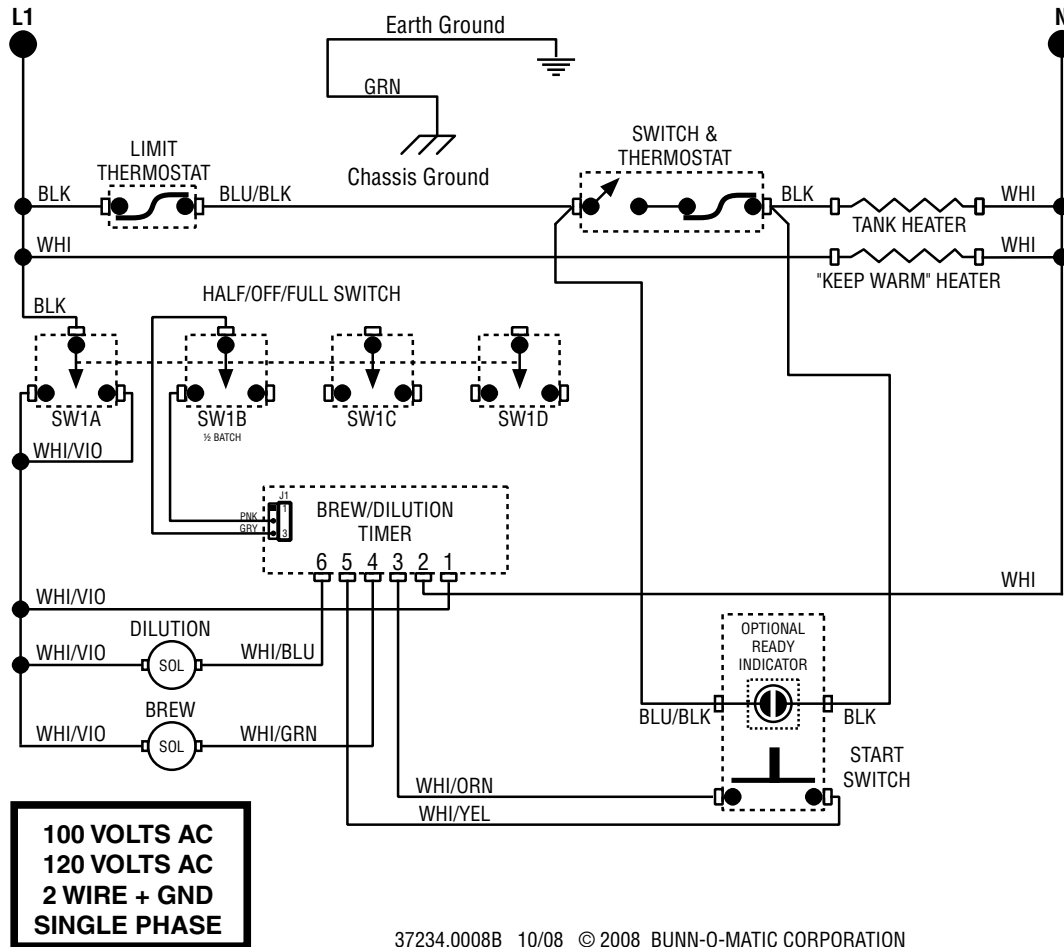 L1
Earth Ground
N
GRN
LIMIT
THERMOSTAT
Chassis Ground
SWITCH &
THERMOSTAT
BLK
BLU/BLK
BLK
WHI
TANK HEATER
WHI
WHI
"KEEP WARM" HEATER
HALF/OFF/FULL SWITCH
BLK
SW1A
SW1B
½ BATCH
SW1C
SW1D
WHI/VIO
J1
1
3
PNK
GRY
BREW/DILUTION
TIMER
6 5 4 3 2 1
WHI
WHI/VIO
DILUTION
WHI/VIO
SOL
WHI/BLU
OPTIONAL
READY
INDICATOR
BREW
WHI/VIO
SOL
WHI/GRN
BLU/BLK
BLK
START
SWITCH
WHI/ORN
WHI/YEL
100 VOLTS AC
120 VOLTS AC
2 WIRE + GND
SINGLE PHASE
37234.0008B 10/08 © 2008 BUNN-O-MATIC CORPORATION